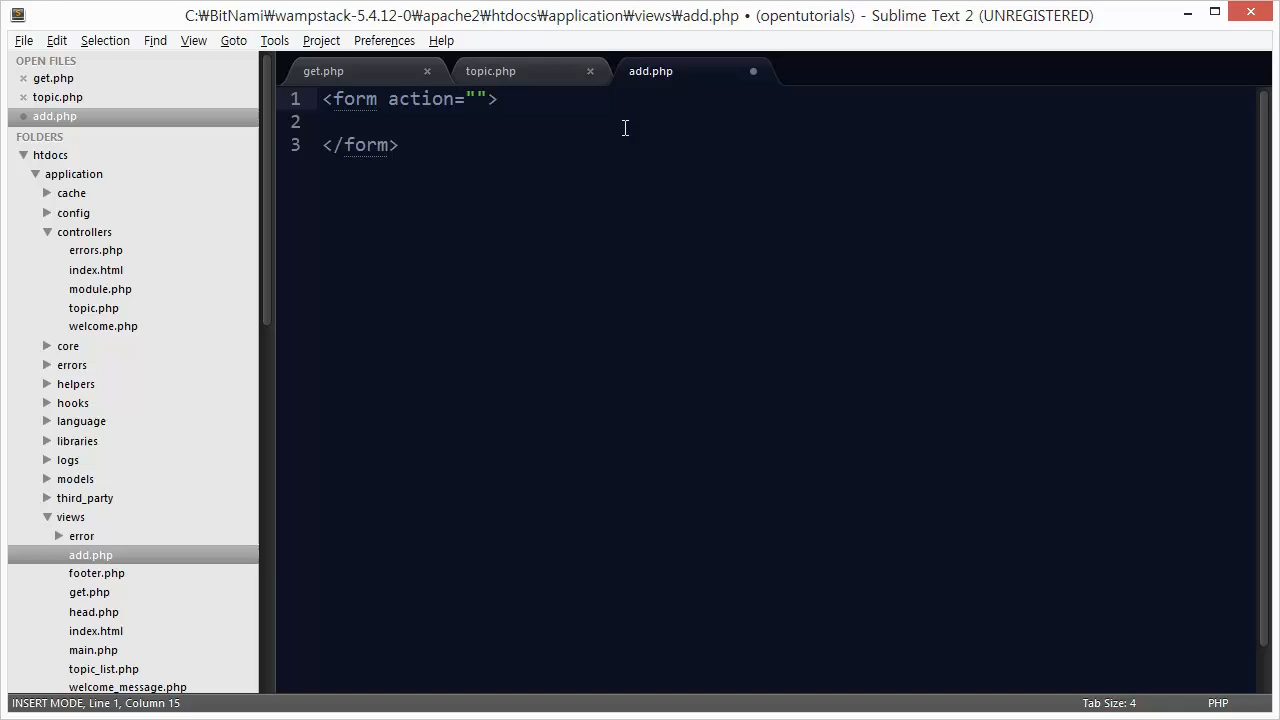 C:₩BitNami₩wampstack-5.4.12-0₩apache2₩htdocs₩application₩views₩add.php • (opentutorials) - Sublime Text 2 (UNREGISTERED)
File Edit Selection Find View Goto Tools Project Preferences Help
OPEN FILES
get.php
topic.php
add.php
FOLDERS
htdocs
application
cache
config
controllers
errors.php
index.html
module.php
topic.php
welcome.php
core
errors
helpers
hooks
language
libraries
logs
models
third_party
views
error
add.php
footer.php
get.php
head.php
index.html
main.php
topic_list.php
welcome_message.php
get.php topic.php add.php
1 <form action="">
2
3 </form>
INSERT MODE, Line 1, Column 15 Tab Size: 4 PHP